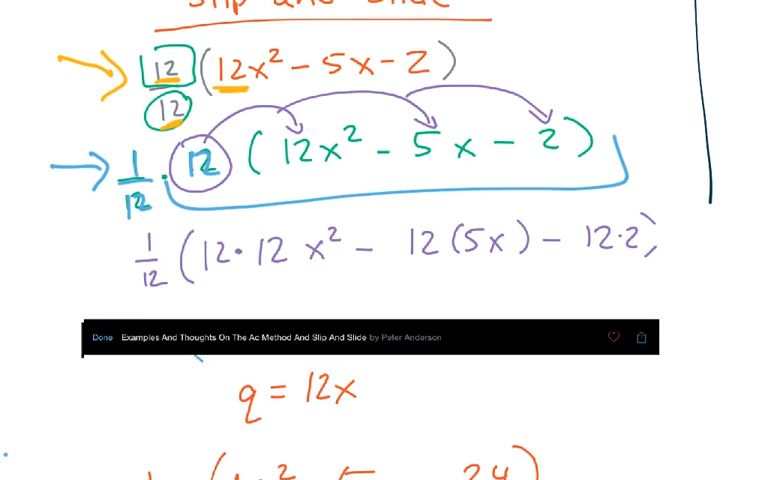 Slip and Slide
12/12 (12x² − 5x − 2)
1/12 · 12 (12x² − 5x − 2)
1/12 (12·12x² − 12(5x) − 12·2)
Done Examples And Thoughts On The Ac Method And Slip And Slide by Peter Anderson
q = 12x
24)